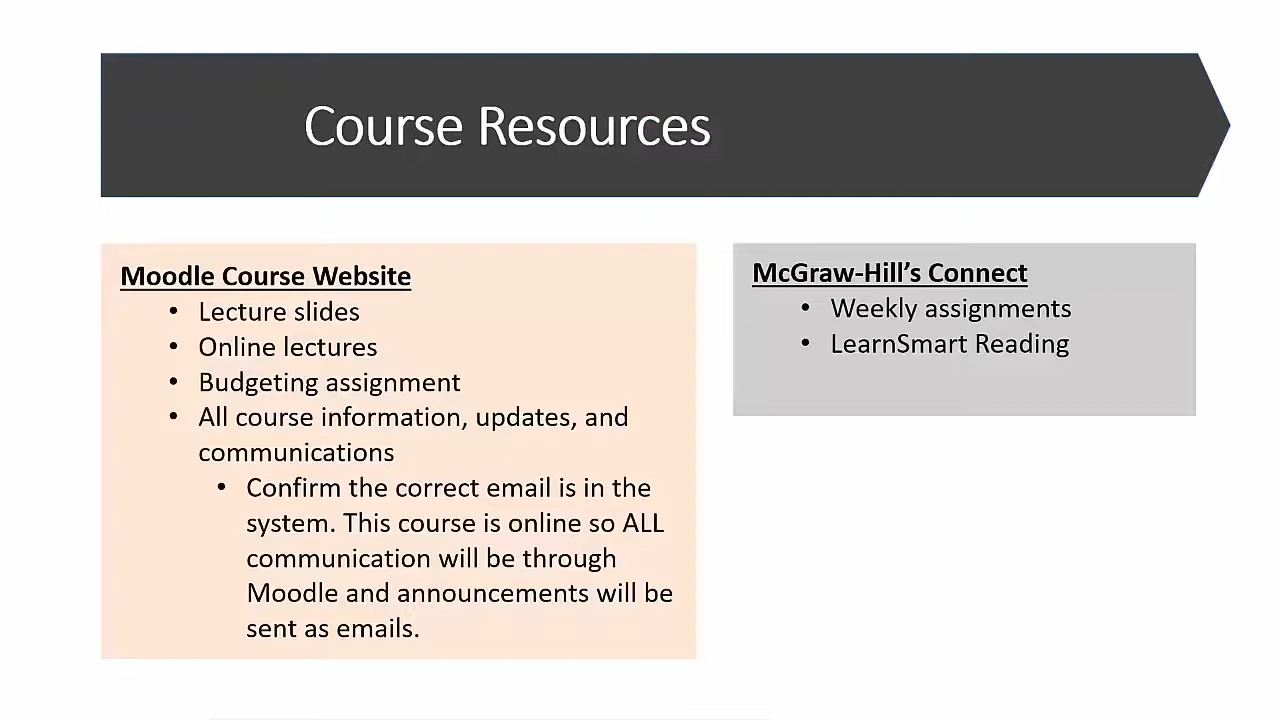 Course Resources
Moodle Course Website
• Lecture slides
• Online lectures
• Budgeting assignment
• All course information, updates, and
communications
• Confirm the correct email is in the
system. This course is online so ALL
communication will be through
Moodle and announcements will be
sent as emails.
McGraw-Hill’s Connect
• Weekly assignments
• LearnSmart Reading